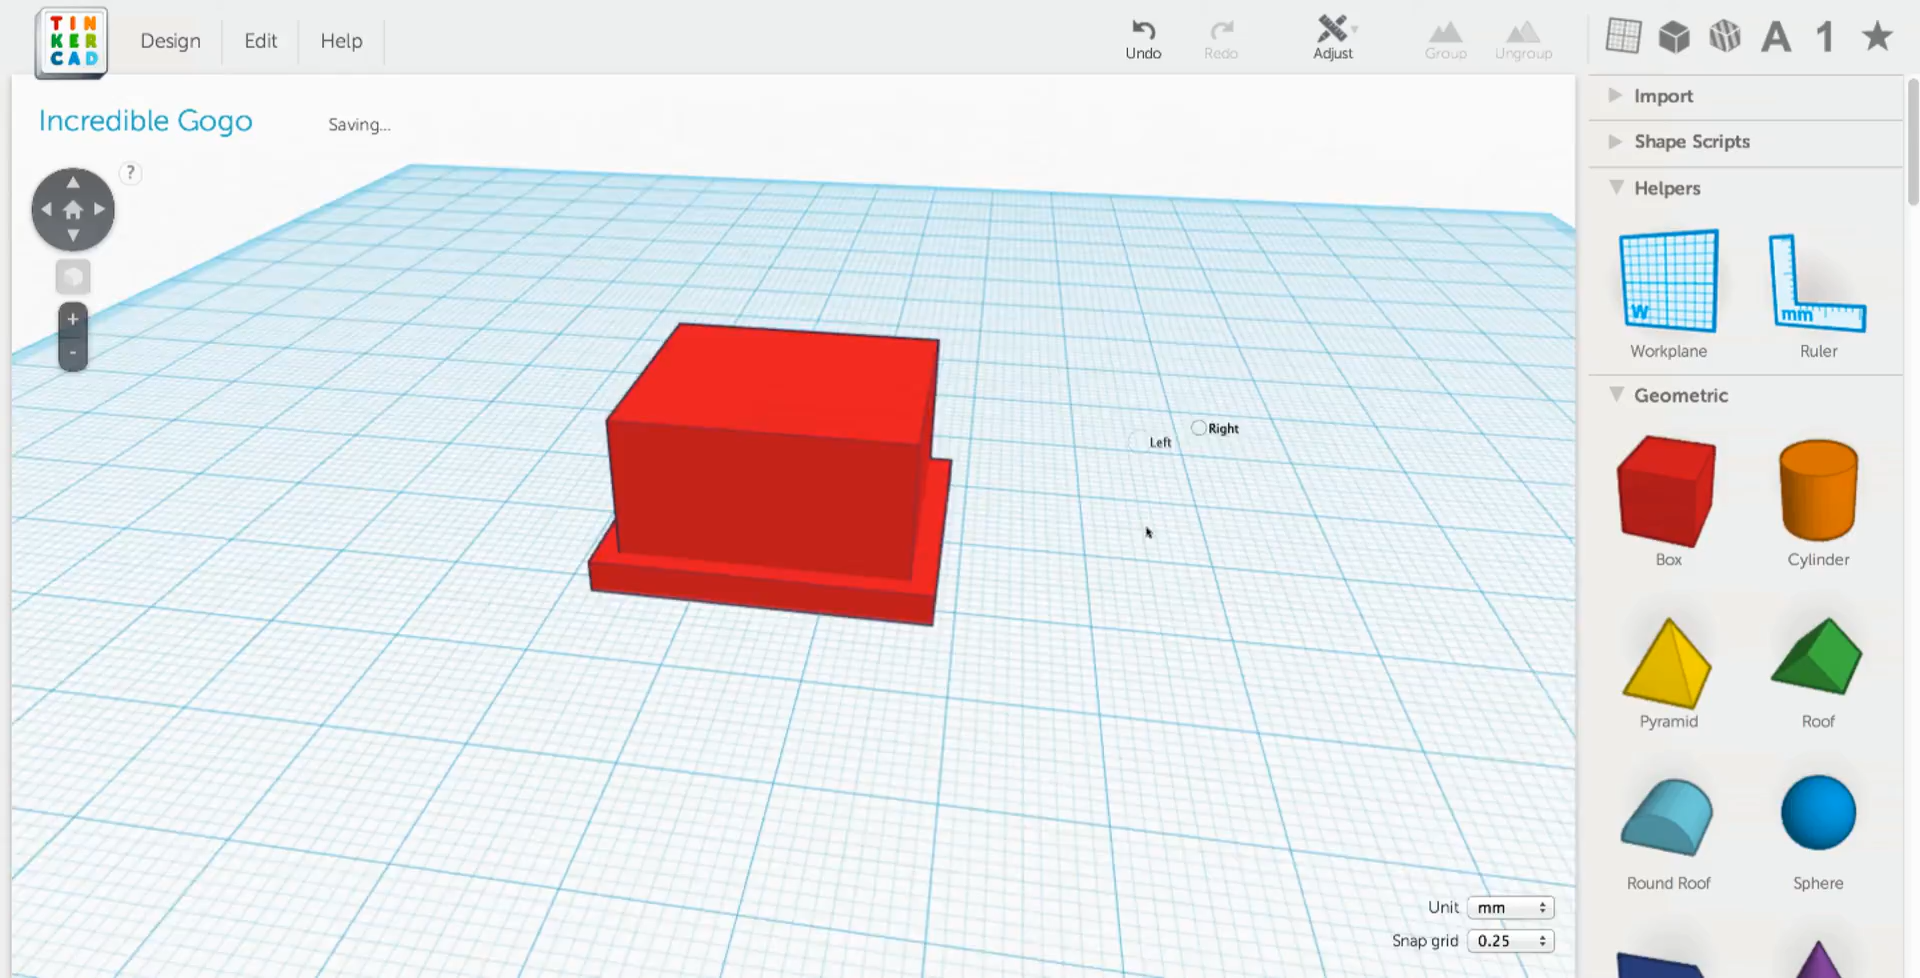 TIN
KER
CAD
Design
Edit
Help
Undo
Redo
Adjust
Group
Ungroup
A
1
Incredible Gogo
Saving...
?
+
-
Left
Right
Unit mm
Snap grid 0.25
Import
Shape Scripts
Helpers
W
mm
Workplane
Ruler
Geometric
Box
Cylinder
Pyramid
Roof
Round Roof
Sphere